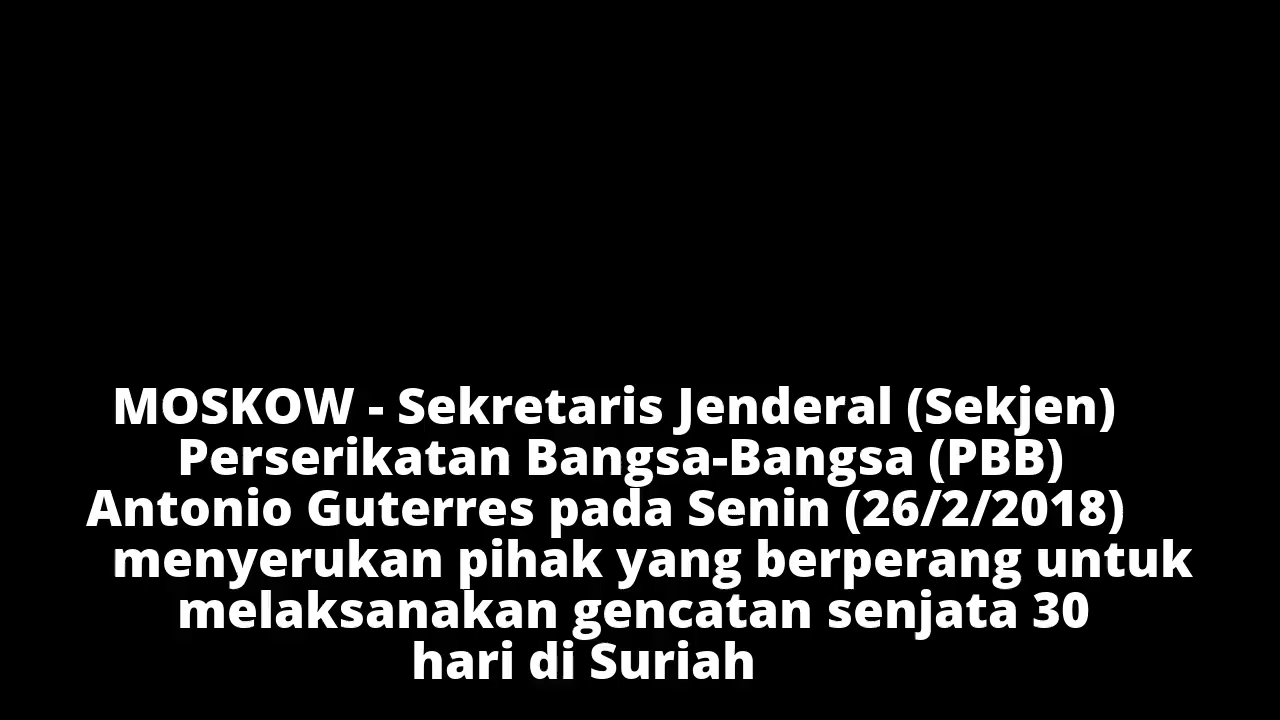 MOSKOW - Sekretaris Jenderal (Sekjen)
Perserikatan Bangsa-Bangsa (PBB)
Antonio Guterres pada Senin (26/2/2018)
menyerukan pihak yang berperang untuk
melaksanakan gencatan senjata 30
hari di Suriah